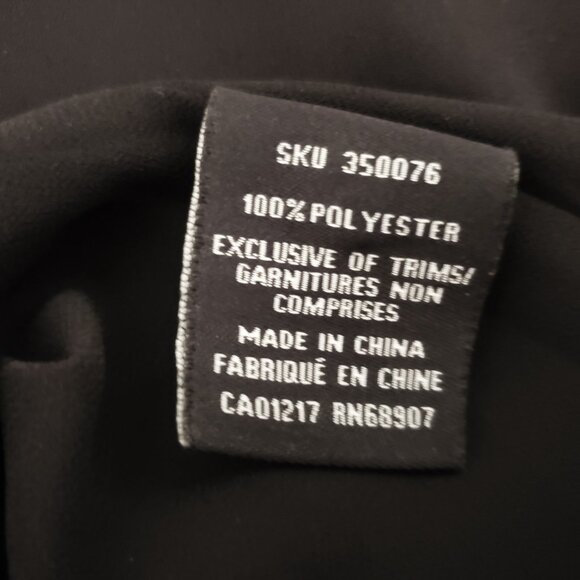 SKU 350076
100% POLYESTER
EXCLUSIVE OF TRIMS/
GARNITURES NON
COMPRISES
MADE IN CHINA
FABRIQUÉ EN CHINE
CA01217 RN68907